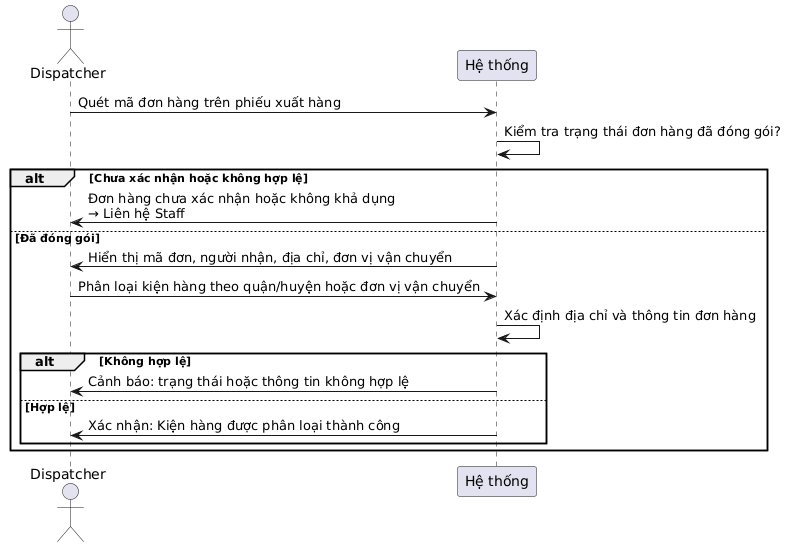 Dispatcher
Hệ thống
Quét mã đơn hàng trên phiếu xuất hàng
Kiểm tra trạng thái đơn hàng đã đóng gói?
alt [Chưa xác nhận hoặc không hợp lệ]
Đơn hàng chưa xác nhận hoặc không khả dụng
→ Liên hệ Staff
[Đã đóng gói]
Hiển thị mã đơn, người nhận, địa chỉ, đơn vị vận chuyển
Phân loại kiện hàng theo quận/huyện hoặc đơn vị vận chuyển
Xác định địa chỉ và thông tin đơn hàng
alt [Không hợp lệ]
Cảnh báo: trạng thái hoặc thông tin không hợp lệ
[Hợp lệ]
Xác nhận: Kiện hàng được phân loại thành công
Dispatcher
Hệ thống